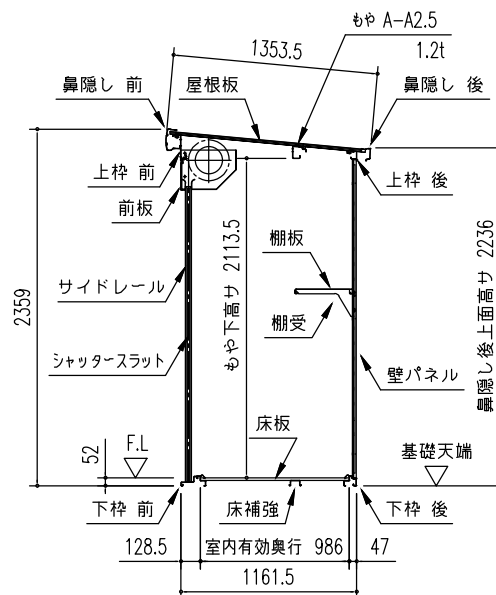 もや A-A2.5
1.2t
1353.5
鼻隠し 前
屋根板
鼻隠し 後
上枠 前
上枠 後
前板
もや下高サ 2113.5
棚板
鼻隠し後上面高サ 2236
2359
サイドレール
棚受
シャッタースラット
壁パネル
床板
52
F.L
基礎天端
下枠 前
床補強
下枠 後
128.5
室内有効奥行 986
47
1161.5